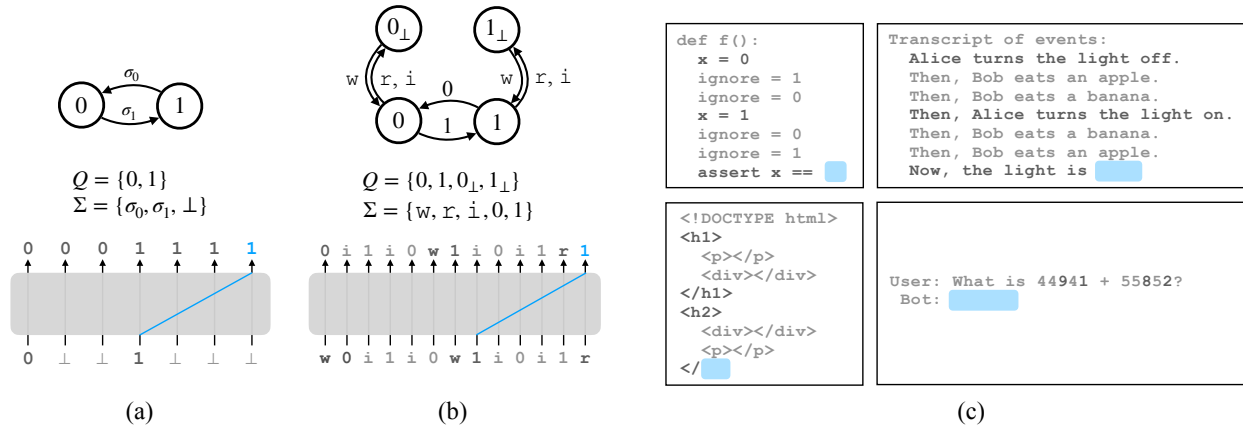 σ₀
0 1
σ₁
Q = {0, 1}
Σ = {σ₀, σ₁, ⊥}
0 0 0 1 1 1 1
0 ⊥ ⊥ 1 ⊥ ⊥ ⊥
(a)
0⊥ 1⊥
w r, i w r, i
0
0 1
1
Q = {0, 1, 0⊥, 1⊥}
Σ = {w, r, i, 0, 1}
0 i 1 i 0 w 1 i 0 i 1 r 1
w 0 i 1 i 0 w 1 i 0 i 1 r
(b)
def f():
x = 0
ignore = 1
ignore = 0
x = 1
ignore = 0
ignore = 1
assert x ==
Transcript of events:
Alice turns the light off.
Then, Bob eats an apple.
Then, Bob eats a banana.
Then, Alice turns the light on.
Then, Bob eats a banana.
Then, Bob eats an apple.
Now, the light is
<!DOCTYPE html>
<h1>
<p></p>
<div></div>
</h1>
<h2>
<div></div>
<p></p>
</
User: What is 44941 + 55852?
Bot:
(c)